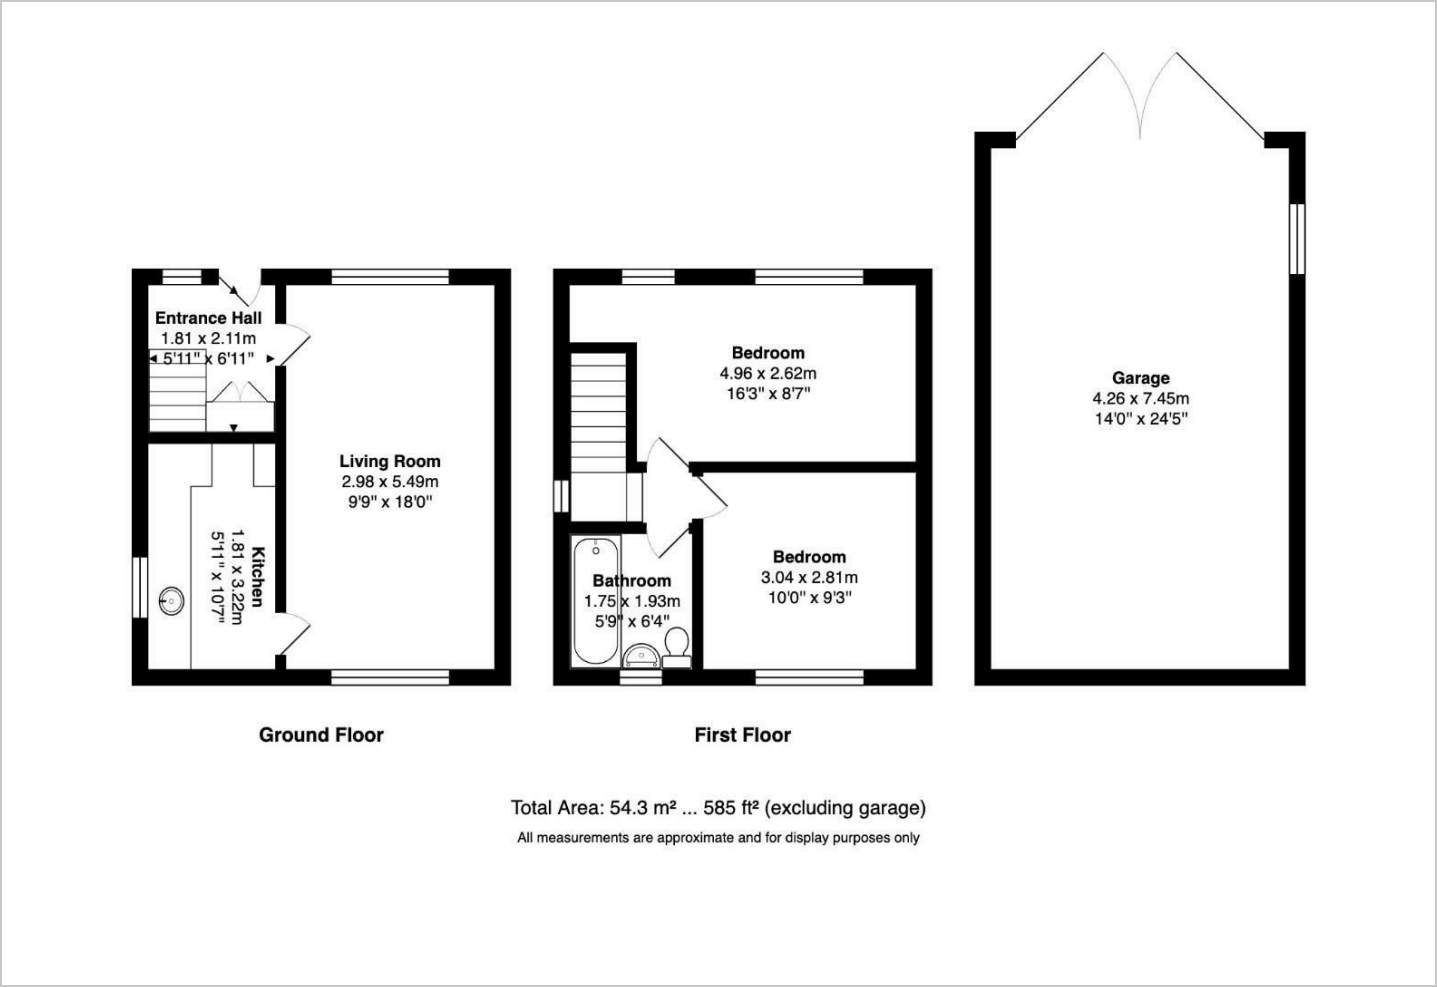 Entrance Hall
1.81 x 2.11m
5'11" x 6'11"
Living Room
2.98 x 5.49m
9'9" x 18'0"
Kitchen
1.81 x 3.22m
5'11" x 10'7"
Ground Floor
Bedroom
4.96 x 2.62m
16'3" x 8'7"
Bedroom
3.04 x 2.81m
10'0" x 9'3"
Bathroom
1.75 x 1.93m
5'9" x 6'4"
First Floor
Garage
4.26 x 7.45m
14'0" x 24'5"
Total Area: 54.3 m² ... 585 ft² (excluding garage)
All measurements are approximate and for display purposes only